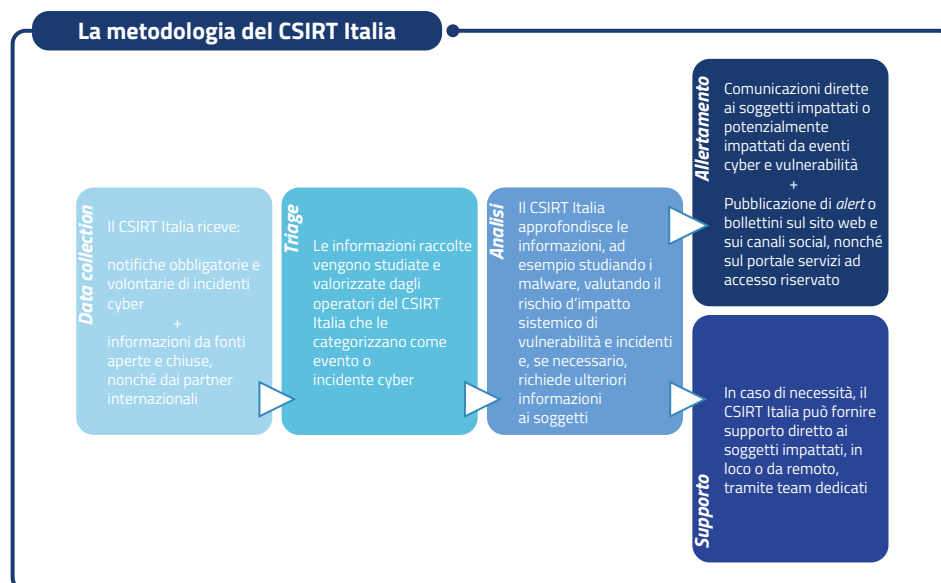 La metodologia del CSIRT Italia
Data collection
Il CSIRT Italia riceve:
notifiche obbligatorie e
volontarie di incidenti
cyber
+
informazioni da fonti
aperte e chiuse,
nonché dai partner
internazionali
Triage
Le informazioni raccolte
vengono studiate e
valorizzate dagli
operatori del CSIRT
Italia che le
categorizzano come
evento o
incidente cyber
Analisi
Il CSIRT Italia
approfondisce le
informazioni, ad
esempio studiando i
malware, valutando il
rischio d’impatto
sistemico di
vulnerabilità e incidenti
e, se necessario,
richiede ulteriori
informazioni
ai soggetti
Allertamento
Comunicazioni dirette
ai soggetti impattati o
potenzialmente
impattati da eventi
cyber e vulnerabilità
+
Pubblicazione di alert o
bollettini sul sito web e
sui canali social, nonché
sul portale servizi ad
accesso riservato
Supporto
In caso di necessità, il
CSIRT Italia può fornire
supporto diretto ai
soggetti impattati, in
loco o da remoto,
tramite team dedicati